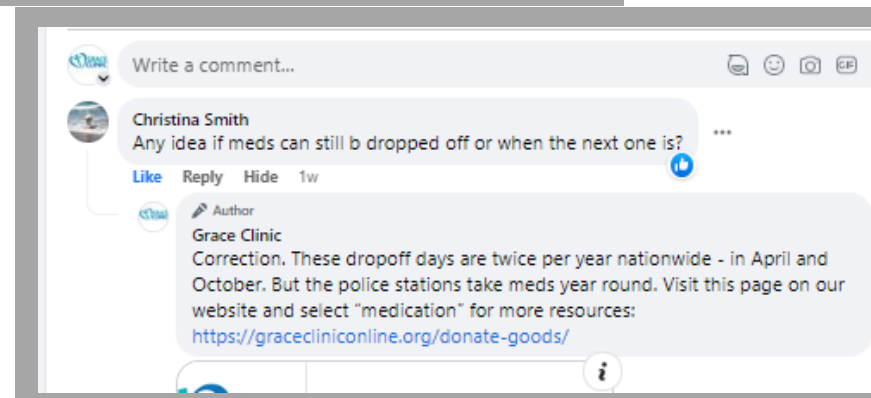 Write a comment...
GIF
Christina Smith
Any idea if meds can still b dropped off or when the next one is?
Like Reply Hide 1w
Author
Grace Clinic
Correction. These dropoff days are twice per year nationwide - in April and
October. But the police stations take meds year round. Visit this page on our
website and select "medication" for more resources:
https://gracecliniconline.org/donate-goods/
i